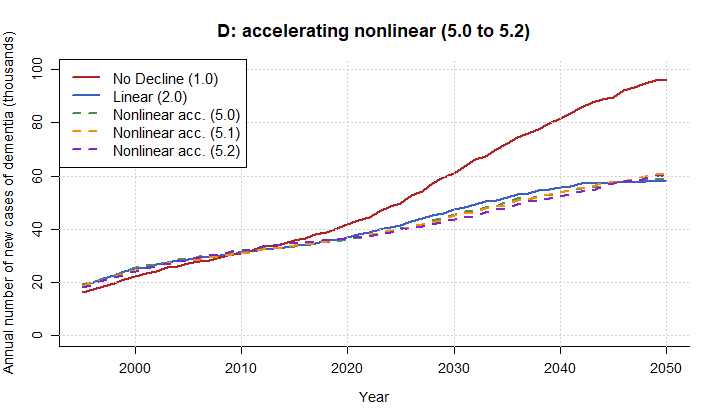 D: accelerating nonlinear (5.0 to 5.2)
Annual number of new cases of dementia (thousands)
100
80
60
40
20
0
No Decline (1.0)
Linear (2.0)
Nonlinear acc. (5.0)
Nonlinear acc. (5.1)
Nonlinear acc. (5.2)
2000 2010 2020 2030 2040 2050
Year